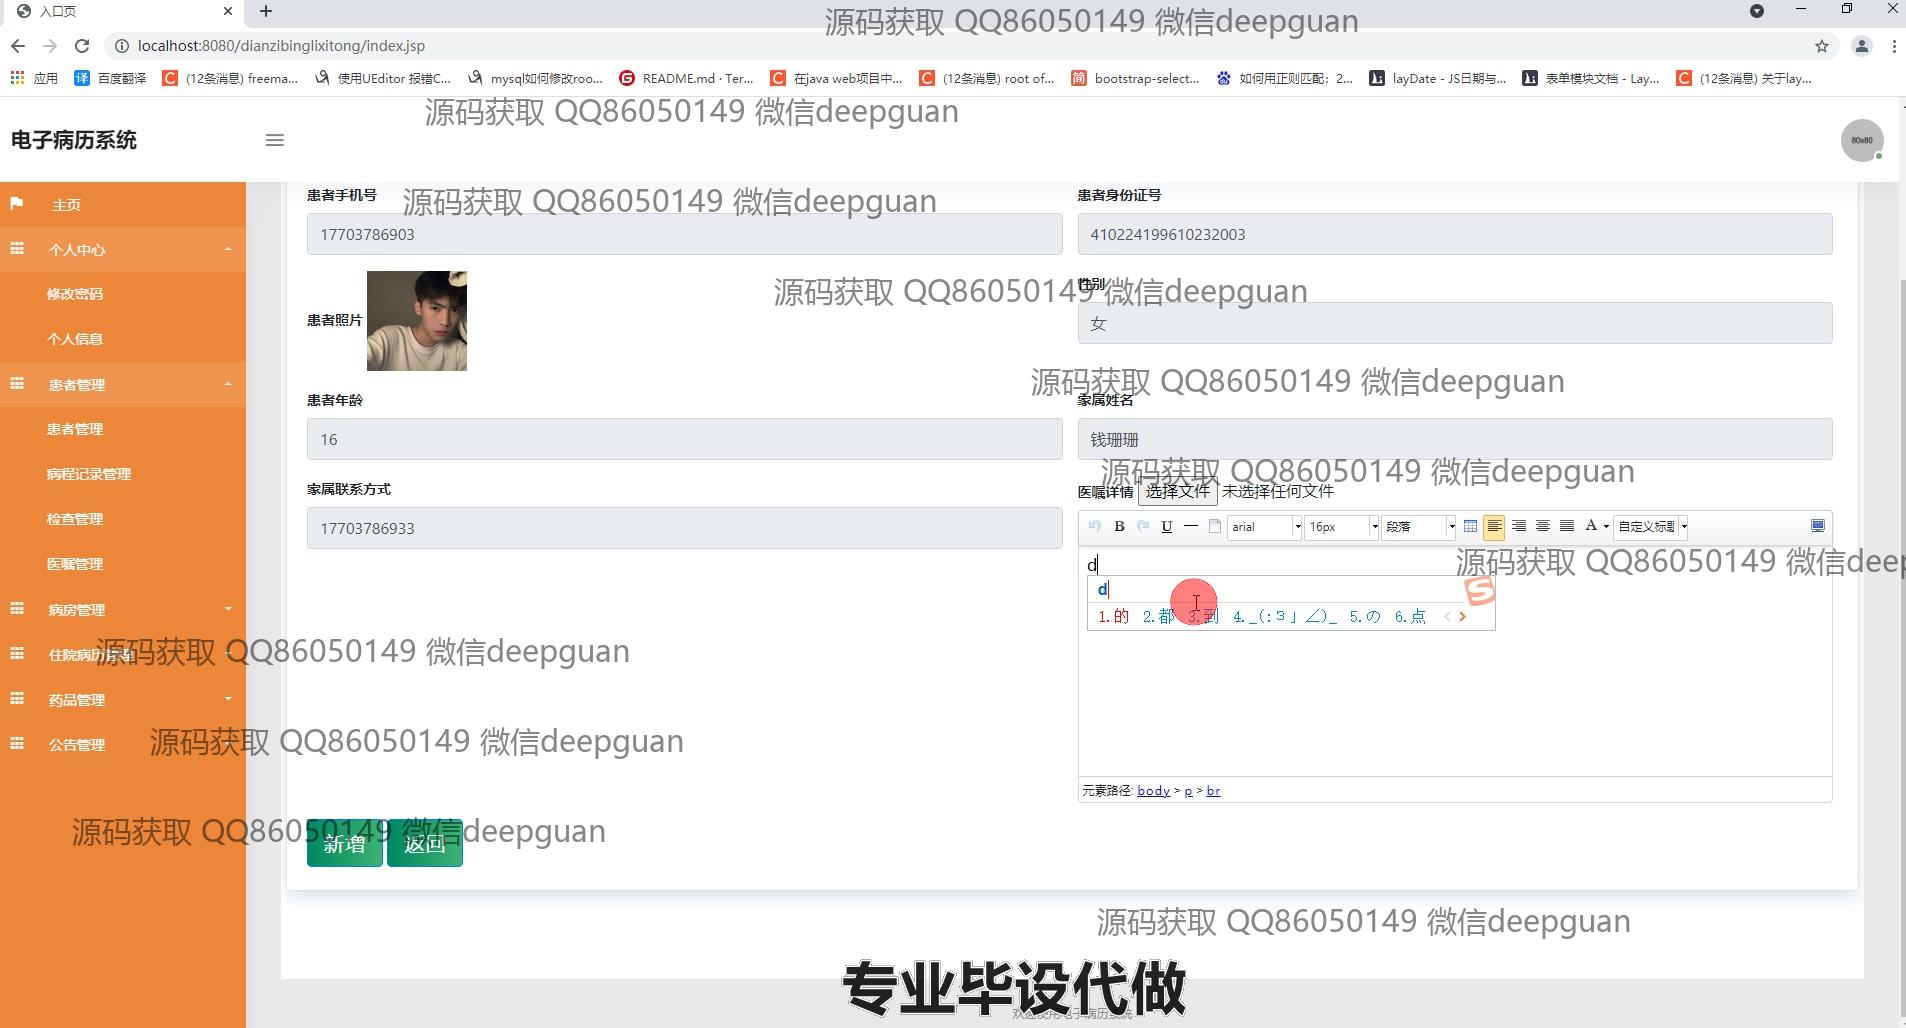 入口页
源码获取 QQ86050149 微信deepguan
localhost:8080/dianzibinglixitong/index.jsp
应用 百度翻译 (12条消息) freema... 使用UEditor 报错C... mysql如何修改roo... README.md · Ter... 在java web项目中... (12条消息) root of... bootstrap-select... 如何用正则匹配：2... layDate - JS日期与... 表单模块文档 - Lay... (12条消息) 关于lay...
源码获取 QQ86050149 微信deepguan
电子病历系统
80x80
主页
个人中心
修改密码
个人信息
患者管理
患者管理
病程记录管理
检查管理
医嘱管理
病房管理
住院病历管理
药品管理
公告管理
患者手机号
源码获取 QQ86050149 微信deepguan
患者身份证号
17703786903
410224199610232003
源码获取 QQ86050149 微信deepguan
患者照片
性别
女
源码获取 QQ86050149 微信deepguan
患者年龄
家属姓名
16
钱珊珊
源码获取 QQ86050149 微信deepguan
家属联系方式
医嘱详情 选择文件 未选择任何文件
17703786933
B U arial 16px 段落 A 自定义标题
源码获取 QQ86050149 微信deep
d
d
1.的 2.都 3.到 4._(:3」∠)_ 5.の 6.点
源码获取 QQ86050149 微信deepguan
源码获取 QQ86050149 微信deepguan
元素路径: body > p > br
源码获取 QQ86050149 微信deepguan
新增 返回
源码获取 QQ86050149 微信deepguan
专业毕设代做
欢迎使用电子病历系统